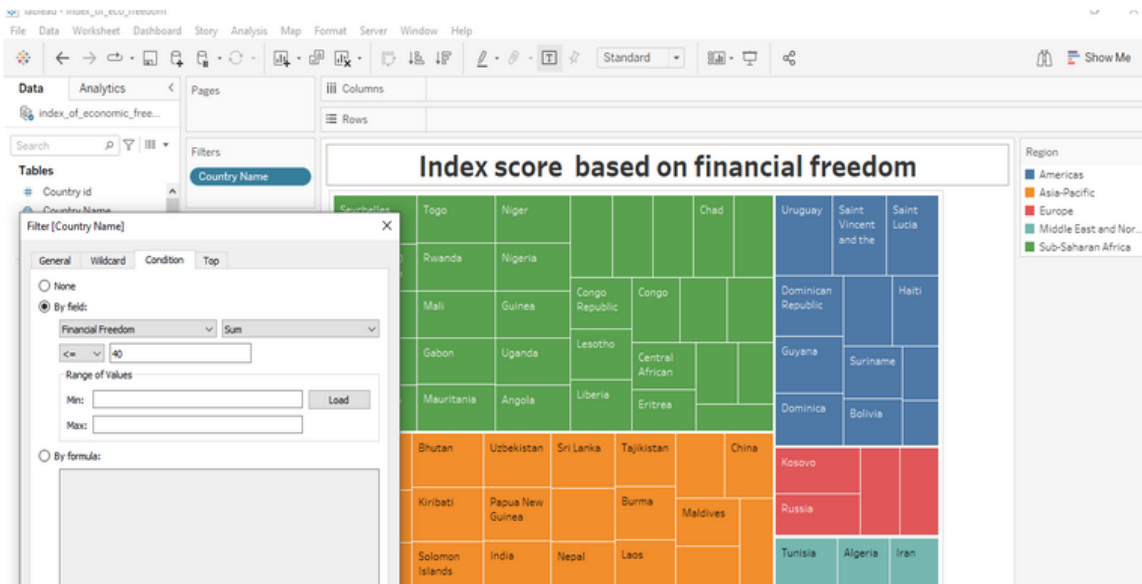 Tableau - index_of_eco_freedom
File Data Worksheet Dashboard Story Analysis Map Format Server Window Help
Standard
Show Me
Data Analytics
Pages
Columns
index_of_economic_free...
Rows
Search
Filters
Country Name
Tables
Country id
Country Name
Index score based on financial freedom
Region
Americas
Asia-Pacific
Europe
Middle East and Nor...
Sub-Saharan Africa
Filter [Country Name]
General Wildcard Condition Top
None
By field:
Financial Freedom Sum
<= 40
Range of Values
Min: Load
Max:
By formula:
Seychelles Togo Niger Chad Uruguay Saint Saint
Vincent Lucia
and the
Rwanda Nigeria
Mali Guinea Congo Congo Dominican Haiti
Republic Republic
Gabon Uganda Lesotho Central Guyana Suriname
African
Mauritania Angola Liberia Eritrea Dominica Bolivia
Bhutan Uzbekistan Sri Lanka Tajikistan China Kosovo
Kiribati Papua New Burma Maldives Russia
Guinea
Solomon India Nepal Laos Tunisia Algeria Iran
Islands